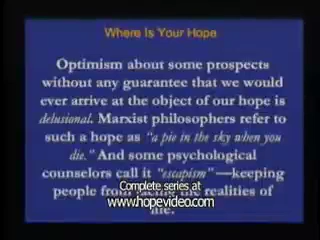 Where Is Your Hope
Optimism about some prospects
without any guarantee that we would
ever arrive at the object of our hope is
delusional. Marxist philosophers refer to
such a hope as "a pie in the sky when you
die." And some psychological
counselors call it "escapism"—keeping
people from facing the realities of
life.
Complete series at
www.hopevideo.com